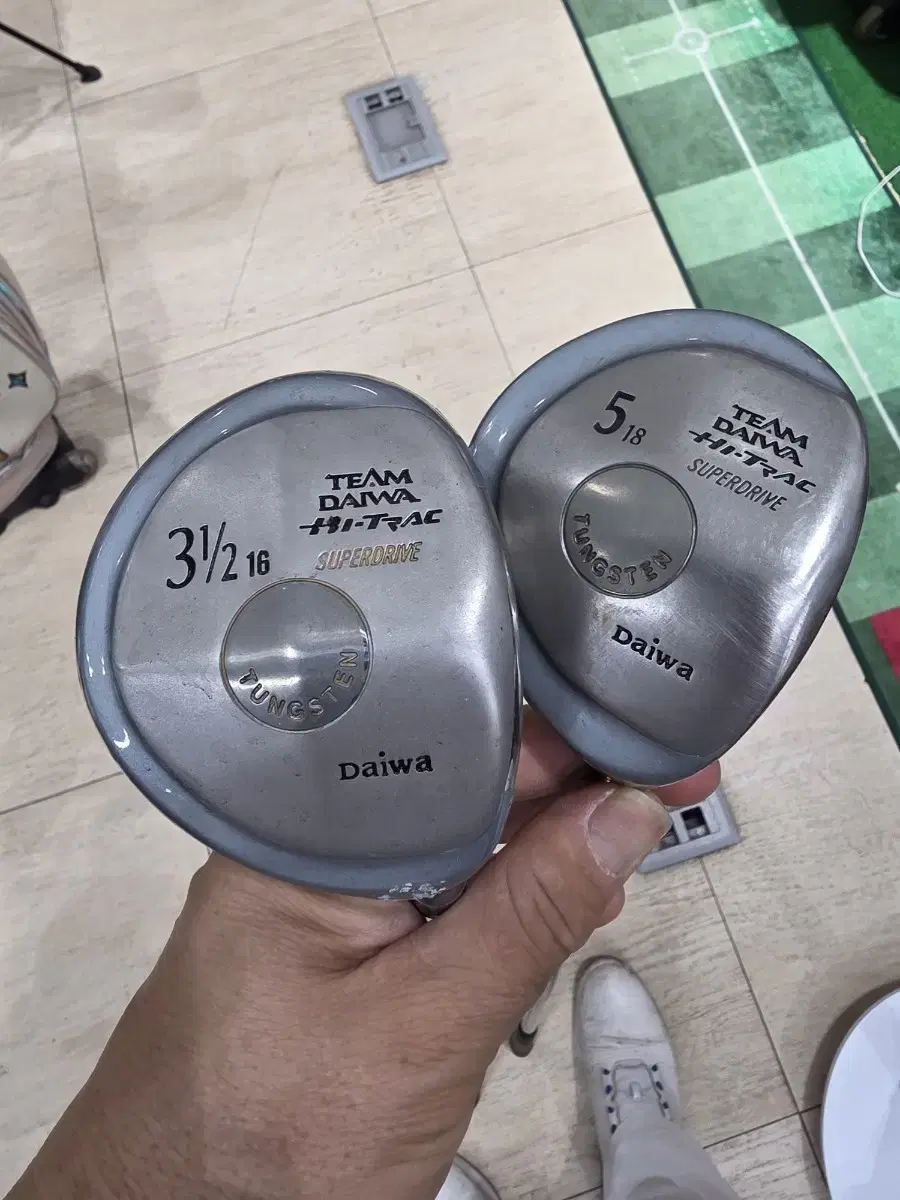 3½ 16
TEAM
DAIWA
HI-TRAC
SUPERDRIVE
TUNGSTEN
Daiwa
5 18
TEAM
DAIWA
HI-TRAC
SUPERDRIVE
TUNGSTEN
Daiwa